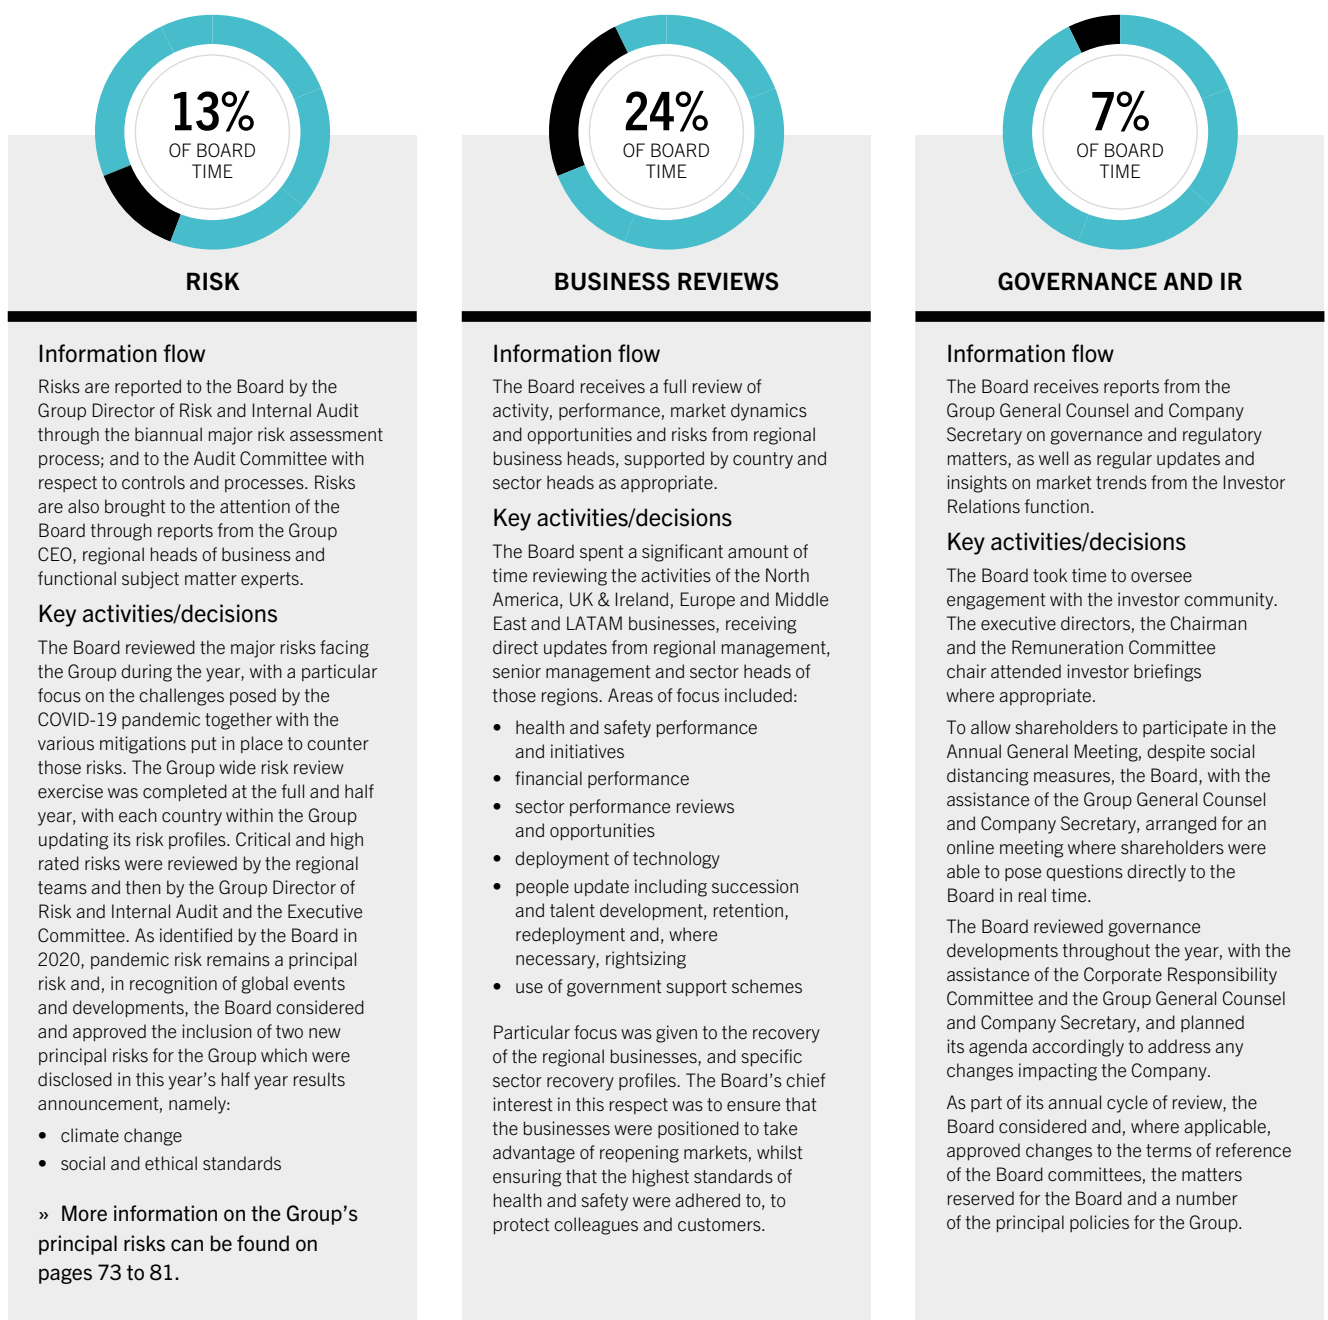 13%
OF BOARD
TIME
RISK
Information flow
Risks are reported to the Board by the
Group Director of Risk and Internal Audit
through the biannual major risk assessment
process; and to the Audit Committee with
respect to controls and processes. Risks
are also brought to the attention of the
Board through reports from the Group
CEO, regional heads of business and
functional subject matter experts.
Key activities/decisions
The Board reviewed the major risks facing
the Group during the year, with a particular
focus on the challenges posed by the
COVID-19 pandemic together with the
various mitigations put in place to counter
those risks. The Group wide risk review
exercise was completed at the full and half
year, with each country within the Group
updating its risk profiles. Critical and high
rated risks were reviewed by the regional
teams and then by the Group Director of
Risk and Internal Audit and the Executive
Committee. As identified by the Board in
2020, pandemic risk remains a principal
risk and, in recognition of global events
and developments, the Board considered
and approved the inclusion of two new
principal risks for the Group which were
disclosed in this year's half year results
announcement, namely:
• climate change
• social and ethical standards
» More information on the Group's
principal risks can be found on
pages 73 to 81.
24%
OF BOARD
TIME
BUSINESS REVIEWS
Information flow
The Board receives a full review of
activity, performance, market dynamics
and opportunities and risks from regional
business heads, supported by country and
sector heads as appropriate.
Key activities/decisions
The Board spent a significant amount of
time reviewing the activities of the North
America, UK & Ireland, Europe and Middle
East and LATAM businesses, receiving
direct updates from regional management,
senior management and sector heads of
those regions. Areas of focus included:
• health and safety performance
and initiatives
• financial performance
• sector performance reviews
and opportunities
• deployment of technology
• people update including succession
and talent development, retention,
redeployment and, where
necessary, rightsizing
• use of government support schemes
Particular focus was given to the recovery
of the regional businesses, and specific
sector recovery profiles. The Board's chief
interest in this respect was to ensure that
the businesses were positioned to take
advantage of reopening markets, whilst
ensuring that the highest standards of
health and safety were adhered to, to
protect colleagues and customers.
7%
OF BOARD
TIME
GOVERNANCE AND IR
Information flow
The Board receives reports from the
Group General Counsel and Company
Secretary on governance and regulatory
matters, as well as regular updates and
insights on market trends from the Investor
Relations function.
Key activities/decisions
The Board took time to oversee
engagement with the investor community.
The executive directors, the Chairman
and the Remuneration Committee
chair attended investor briefings
where appropriate.
To allow shareholders to participate in the
Annual General Meeting, despite social
distancing measures, the Board, with the
assistance of the Group General Counsel
and Company Secretary, arranged for an
online meeting where shareholders were
able to pose questions directly to the
Board in real time.
The Board reviewed governance
developments throughout the year, with the
assistance of the Corporate Responsibility
Committee and the Group General Counsel
and Company Secretary, and planned
its agenda accordingly to address any
changes impacting the Company.
As part of its annual cycle of review, the
Board considered and, where applicable,
approved changes to the terms of reference
of the Board committees, the matters
reserved for the Board and a number
of the principal policies for the Group.